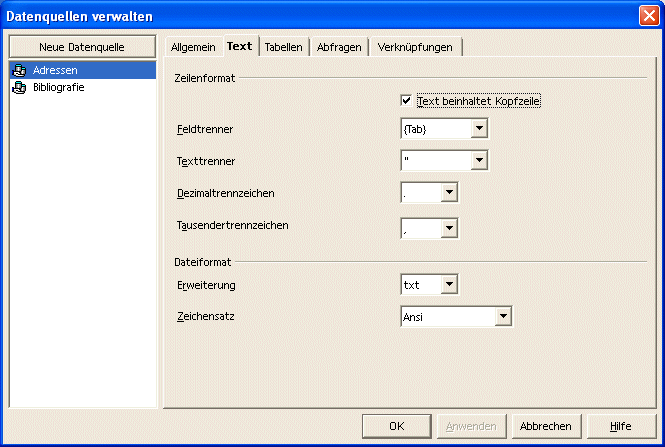 Datenquellen verwalten
Neue Datenquelle
Adressen
Bibliografie
Allgemein Text Tabellen Abfragen Verknüpfungen
Zeilenformat
Text beinhaltet Kopfzeile
Feldtrenner {Tab}
Texttrenner "
Dezimaltrennzeichen .
Tausendertrennzeichen ,
Dateiformat
Erweiterung txt
Zeichensatz Ansi
OK Anwenden Abbrechen Hilfe